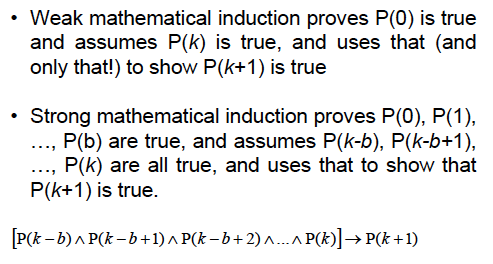 • Weak mathematical induction proves P(0) is true
and assumes P(k) is true, and uses that (and
only that!) to show P(k+1) is true
• Strong mathematical induction proves P(0), P(1),
…, P(b) are true, and assumes P(k-b), P(k-b+1),
…, P(k) are all true, and uses that to show that
P(k+1) is true.
[P(k − b) ∧ P(k − b + 1) ∧ P(k − b + 2) ∧ ... ∧ P(k)] → P(k + 1)